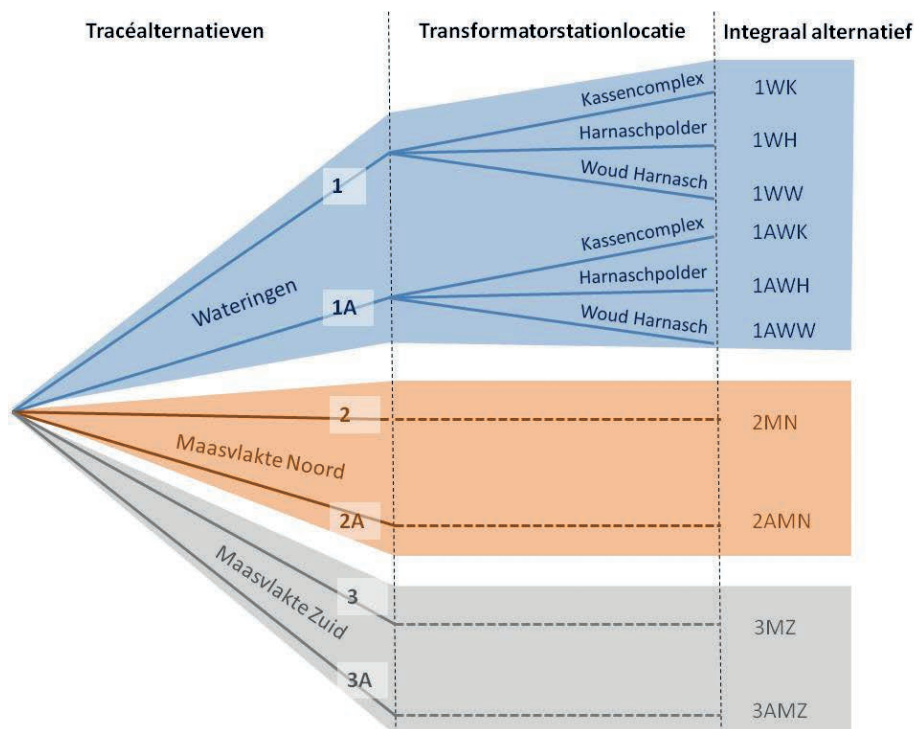 Tracéalternatieven
Transformatorstationlocatie
Integraal alternatief
1
Wateringen
1A
Kassencomplex
Harnaschpolder
Woud Harnasch
Kassencomplex
Harnaschpolder
Woud Harnasch
1WK
1WH
1WW
1AWK
1AWH
1AWW
2
Maasvlakte Noord
2A
2MN
2AMN
3
Maasvlakte Zuid
3A
3MZ
3AMZ